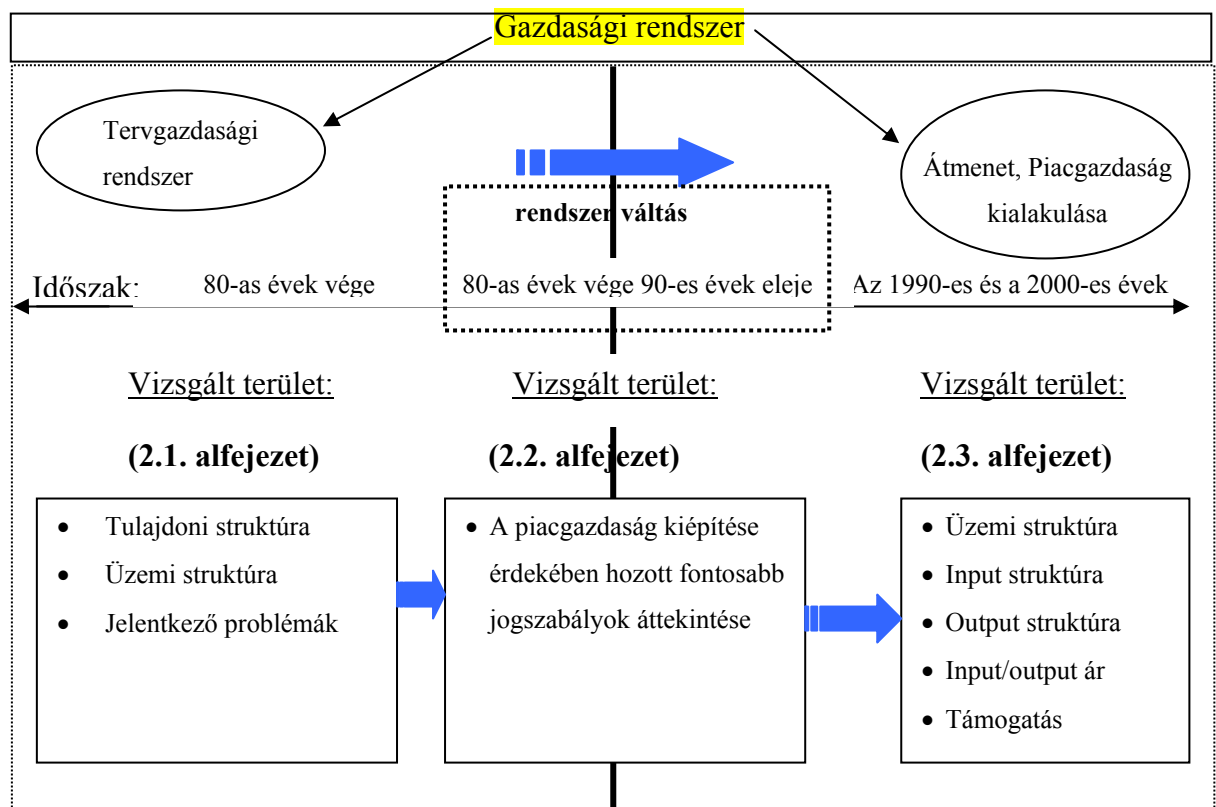 Gazdasági rendszer
Tervgazdasági
rendszer
rendszer váltás
Átmenet, Piacgazdaság
kialakulása
Időszak:
80-as évek vége
80-as évek vége 90-es évek eleje
Az 1990-es és a 2000-es évek
Vizsgált terület:
(2.1. alfejezet)
• Tulajdoni struktúra
• Üzemi struktúra
• Jelentkező problémák
Vizsgált terület:
(2.2. alfejezet)
• A piacgazdaság kiépítése
érdekében hozott fontosabb
jogszabályok áttekintése
Vizsgált terület:
(2.3. alfejezet)
• Üzemi struktúra
• Input struktúra
• Output struktúra
• Input/output ár
• Támogatás